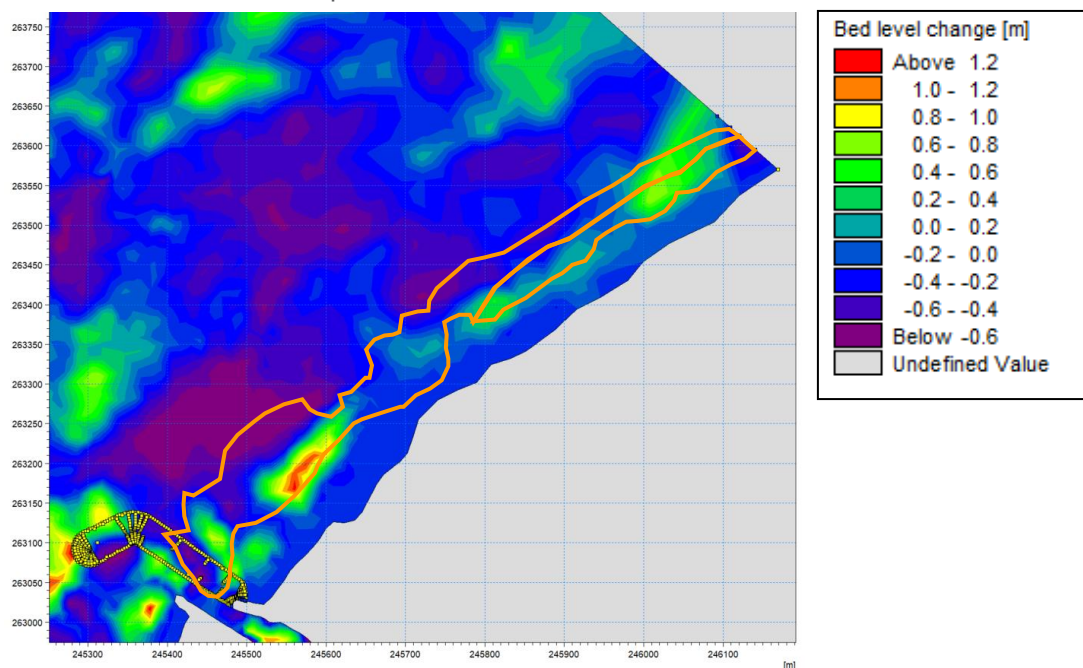 263750
263700
263650
263600
263550
263500
263450
263400
263350
263300
263250
263200
263150
263100
263050
263000
245300 245400 245500 245600 245700 245800 245900 246000 246100
[m]
Bed level change [m]
Above 1.2
1.0 - 1.2
0.8 - 1.0
0.6 - 0.8
0.4 - 0.6
0.2 - 0.4
0.0 - 0.2
-0.2 - 0.0
-0.4 - -0.2
-0.6 - -0.4
Below -0.6
Undefined Value